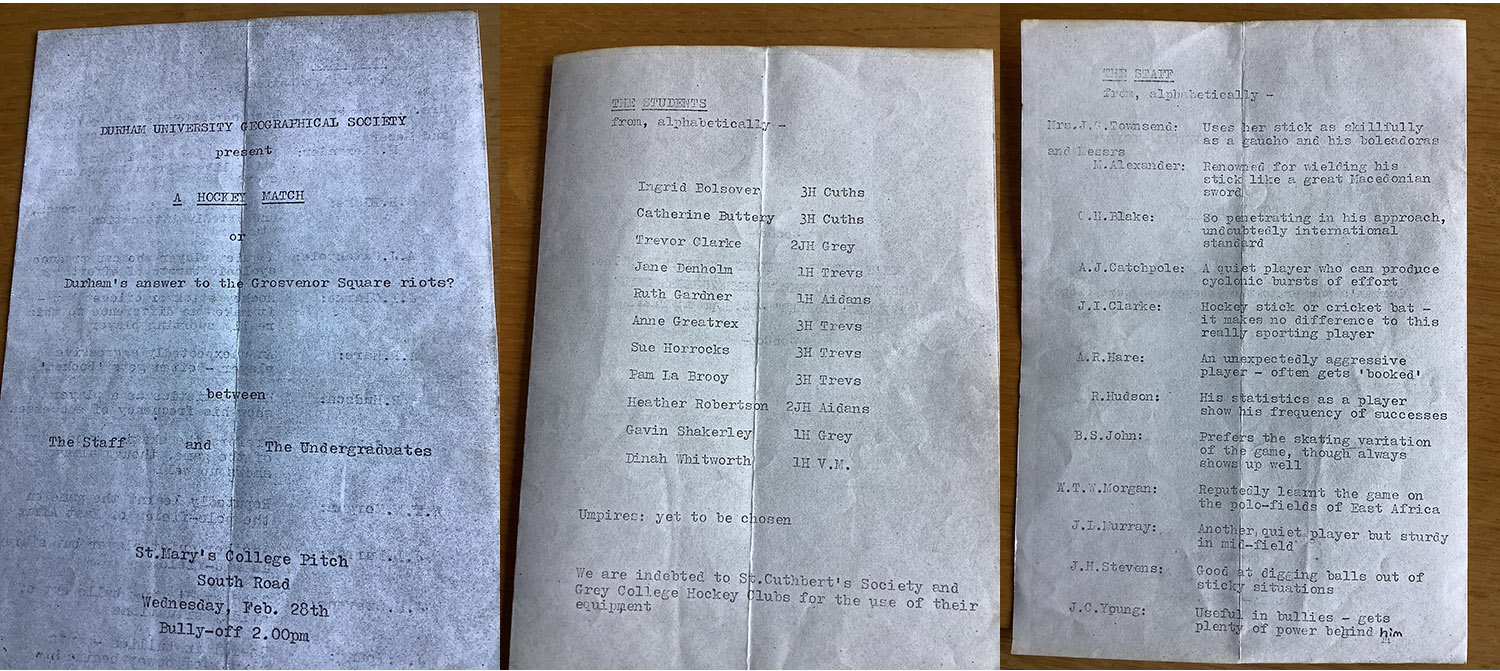 DURHAM UNIVERSITY GEOGRAPHICAL SOCIETY
present
A HOCKEY MATCH
or
Durham's answer to the Grosvenor Square riots?
between
The Staff and The Undergraduates
St.Mary's College Pitch
South Road
Wednesday, Feb. 28th
Bully-off 2.00pm
THE STUDENTS
from, alphabetically -
Ingrid Bolsover 3H Cuths
Catherine Buttery 3H Cuths
Trevor Clarke 2JH Grey
Jane Denholm 1H Trevs
Ruth Gardner 1H Aidans
Anne Greatrex 3H Trevs
Sue Horrocks 3H Trevs
Pam La Brooy 3H Trevs
Heather Robertson 2JH Aidans
Gavin Shakerley 1H Grey
Dinah Whitworth 1H V.M.
Umpires: yet to be chosen
We are indebted to St.Cuthbert's Society and
Grey College Hockey Clubs for the use of their
equipment
THE STAFF
from, alphabetically -
Mrs.J. Townsend: Uses her stick as skillfully
as a gaucho and his boleadoras
and Messrs
M.Alexander: Renowned for wielding his
stick like a great Macedonian
sword
C.H.Blake: So penetrating in his approach,
undoubtedly international
standard
A.J.Catchpole: A quiet player who can produce
cyclonic bursts of effort
J.I.Clarke: Hockey stick or cricket bat -
it makes no difference to this
really sporting player
A.R.Hare: An unexpectedly aggressive
player - often gets 'booked'
R.Hudson: His statistics as a player
show his frequency of successes
B.S.John: Prefers the skating variation
of the game, though always
shows up well
W.T.W.Morgan: Reputedly learnt the game on
the polo-fields of East Africa
J.L.Murray: Another quiet player but sturdy
in mid-field
J.H.Stevens: Good at digging balls out of
sticky situations
J.C.Young: Useful in bullies - gets
plenty of power behind him